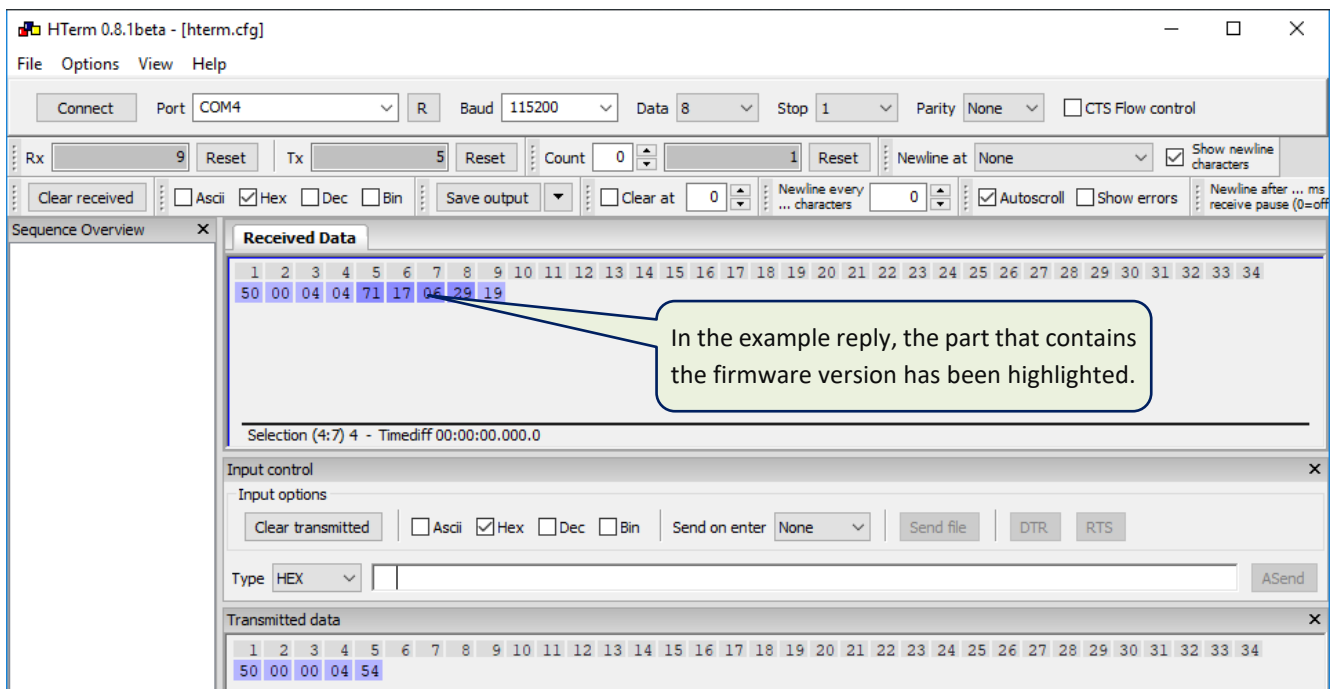 HTerm 0.8.1beta - [hterm.cfg]
File Options View Help
Connect Port COM4 R Baud 115200 Data 8 Stop 1 Parity None CTS Flow control
Rx 9 Reset Tx 5 Reset Count 0 1 Reset Newline at None Show newline characters
Clear received Ascii Hex Dec Bin Save output Clear at 0 Newline every ... characters 0 Autoscroll Show errors Newline after ... ms receive pause (0=off
Sequence Overview X Received Data
1 2 3 4 5 6 7 8 9 10 11 12 13 14 15 16 17 18 19 20 21 22 23 24 25 26 27 28 29 30 31 32 33 34
50 00 04 04 71 17 06 29 19
In the example reply, the part that contains
the firmware version has been highlighted.
Selection (4:7) 4 - Timediff 00:00:00.000.0
Input control
Input options
Clear transmitted Ascii Hex Dec Bin Send on enter None Send file DTR RTS
Type HEX ASend
Transmitted data
1 2 3 4 5 6 7 8 9 10 11 12 13 14 15 16 17 18 19 20 21 22 23 24 25 26 27 28 29 30 31 32 33 34
50 00 00 04 54